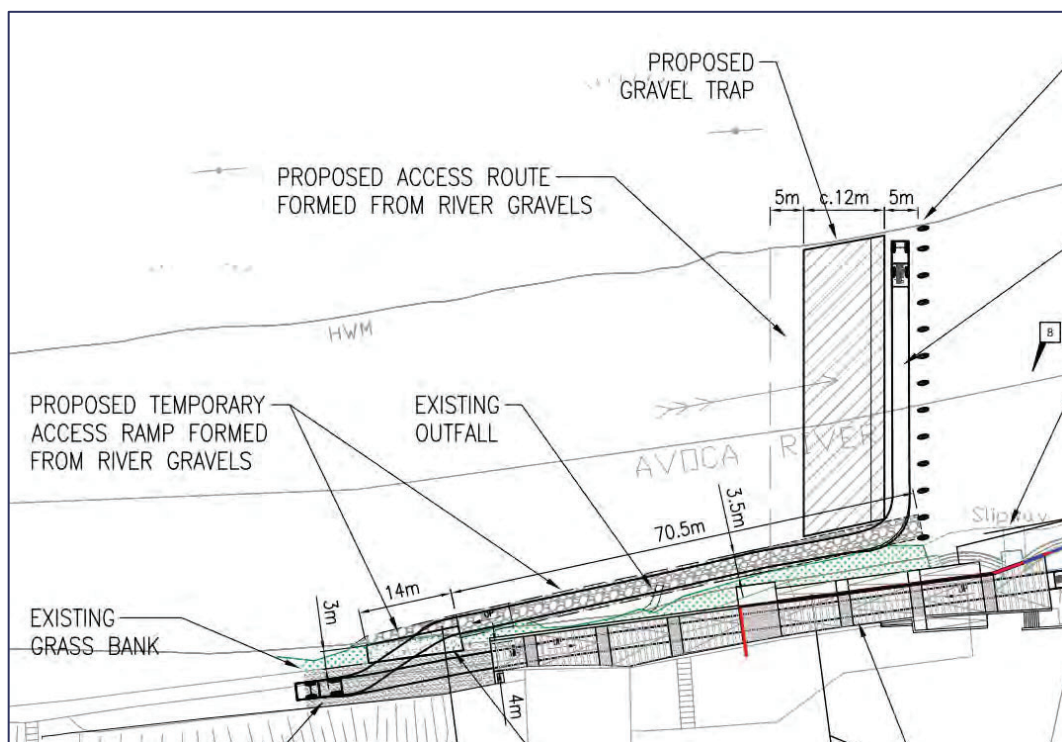 PROPOSED
GRAVEL TRAP
PROPOSED ACCESS ROUTE
FORMED FROM RIVER GRAVELS
5m
c.12m
5m
HWM
8
PROPOSED TEMPORARY
ACCESS RAMP FORMED
FROM RIVER GRAVELS
EXISTING
OUTFALL
AVOCA RIVER
3.5m
Slipway
70.5m
14m
3m
EXISTING
GRASS BANK
4m